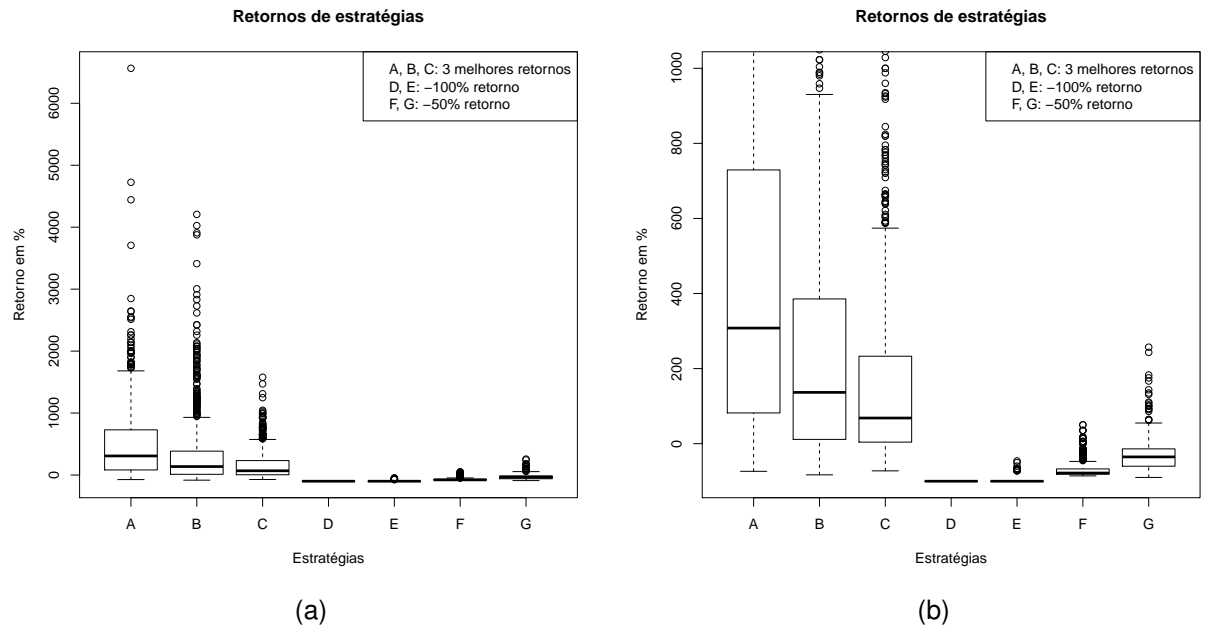 Retornos de estratégias
A, B, C: 3 melhores retornos
D, E: −100% retorno
F, G: −50% retorno
Retorno em %
6000
5000
4000
3000
2000
1000
0
A B C D E F G
Estratégias
(a)
Retornos de estratégias
A, B, C: 3 melhores retornos
D, E: −100% retorno
F, G: −50% retorno
Retorno em %
1000
800
600
400
200
0
A B C D E F G
Estratégias
(b)